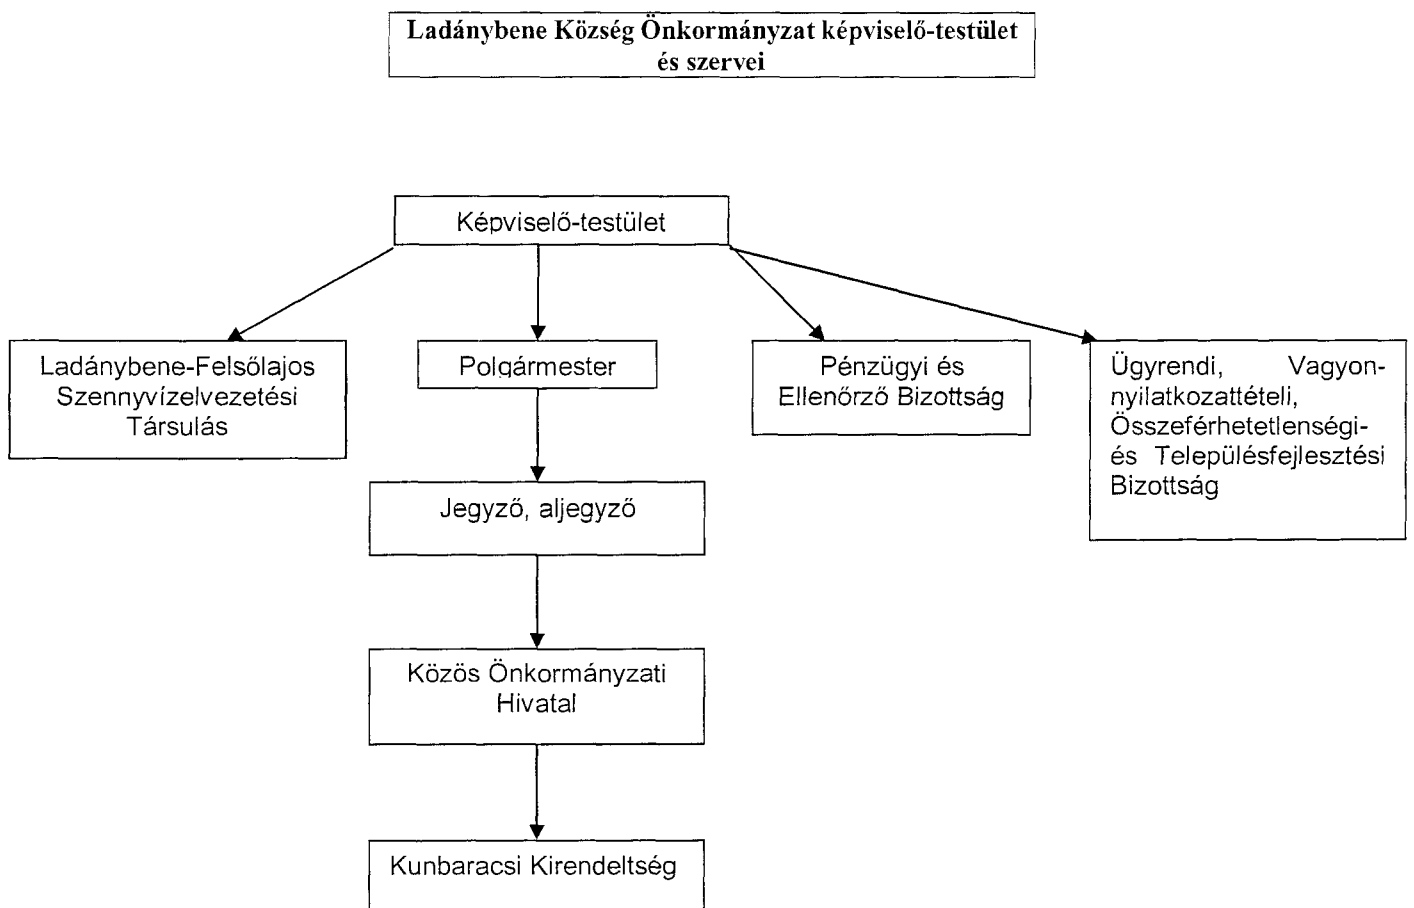 Ladánybene Község Önkormányzat képviselő-testület
és szervei
Képviselő-testület
Ladánybene-Felsőlajos
Szennyvízelvezetési
Társulás
Polgármester
Pénzügyi és
Ellenőrző Bizottság
Ügyrendi, Vagyon-
nyilatkozattételi,
Összeférhetetlenségi-
és Településfejlesztési
Bizottság
Jegyző, aljegyző
Közös Önkormányzati
Hivatal
Kunbaracsi Kirendeltség